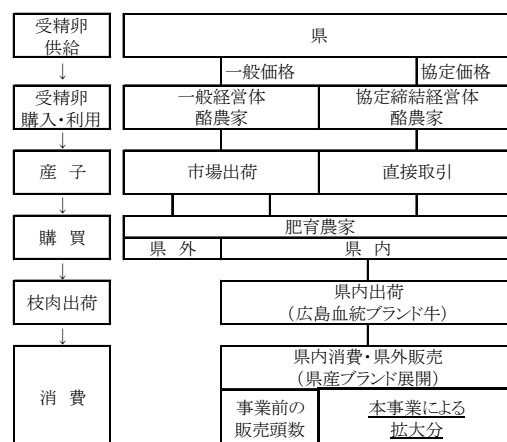 受精卵
供給
県
↓
一般価格
協定価格
受精卵
購入・利用
一般経営体
酪農家
協定締結経営体
酪農家
↓
産 子
市場出荷
直接取引
↓
購 買
肥育農家
県 外
県 内
↓
枝肉出荷
県内出荷
(広島血統ブランド牛)
↓
消 費
県内消費・県外販売
(県産ブランド展開)
事業前の
販売頭数
本事業による
拡大分